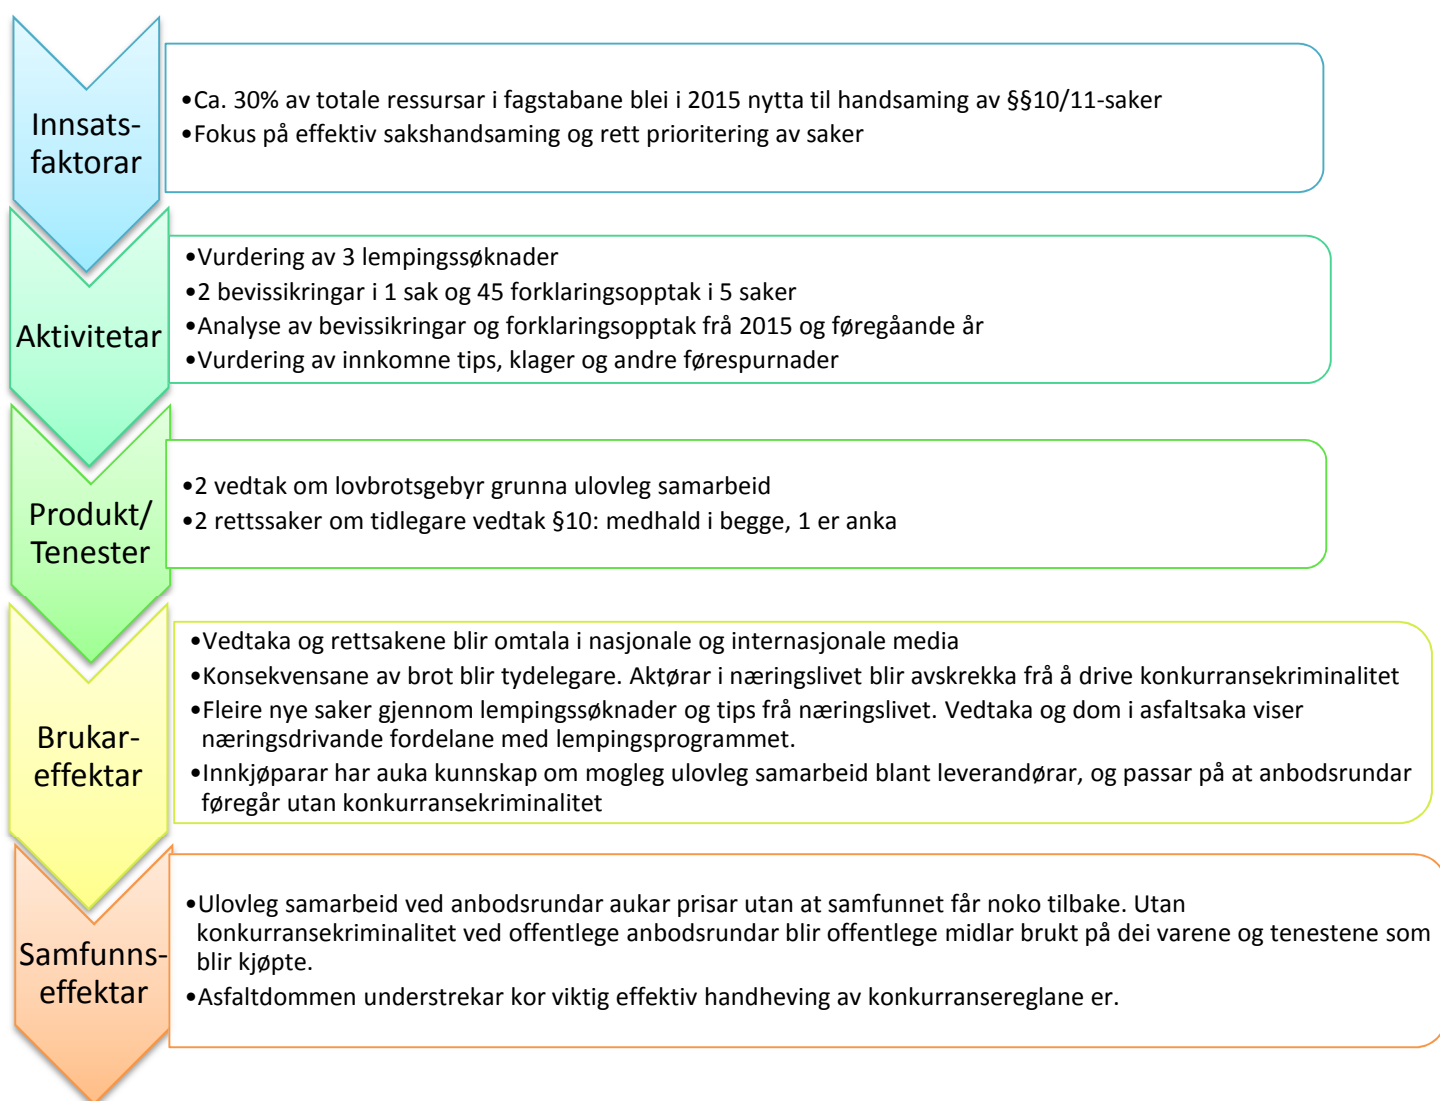 Innsats-
faktorar
•Ca. 30% av totale ressursar i fagstabane blei i 2015 nytta til handsaming av §§10/11-saker
•Fokus på effektiv sakshandsaming og rett prioritering av saker
Aktivitetar
•Vurdering av 3 lempingssøknader
•2 bevissikringar i 1 sak og 45 forklaringsopptak i 5 saker
•Analyse av bevissikringar og forklaringsopptak frå 2015 og føregåande år
•Vurdering av innkomne tips, klager og andre førespurnader
Produkt/
Tenester
•2 vedtak om lovbrotsgebyr grunna ulovleg samarbeid
•2 rettssaker om tidlegare vedtak §10: medhald i begge, 1 er anka
Brukar-
effektar
•Vedtaka og rettsakene blir omtala i nasjonale og internasjonale media
•Konsekvensane av brot blir tydelegare. Aktørar i næringslivet blir avskrekka frå å drive konkurransekriminalitet
•Fleire nye saker gjennom lempingssøknader og tips frå næringslivet. Vedtaka og dom i asfaltsaka viser
næringsdrivande fordelane med lempingsprogrammet.
•Innkjøparar har auka kunnskap om mogleg ulovleg samarbeid blant leverandørar, og passar på at anbodsrundar
føregår utan konkurransekriminalitet
Samfunns-
effektar
•Ulovleg samarbeid ved anbodsrundar aukar prisar utan at samfunnet får noko tilbake. Utan
konkurransekriminalitet ved offentlege anbodsrundar blir offentlege midlar brukt på dei varene og tenestene som
blir kjøpte.
•Asfaltdommen understrekar kor viktig effektiv handheving av konkurransereglane er.